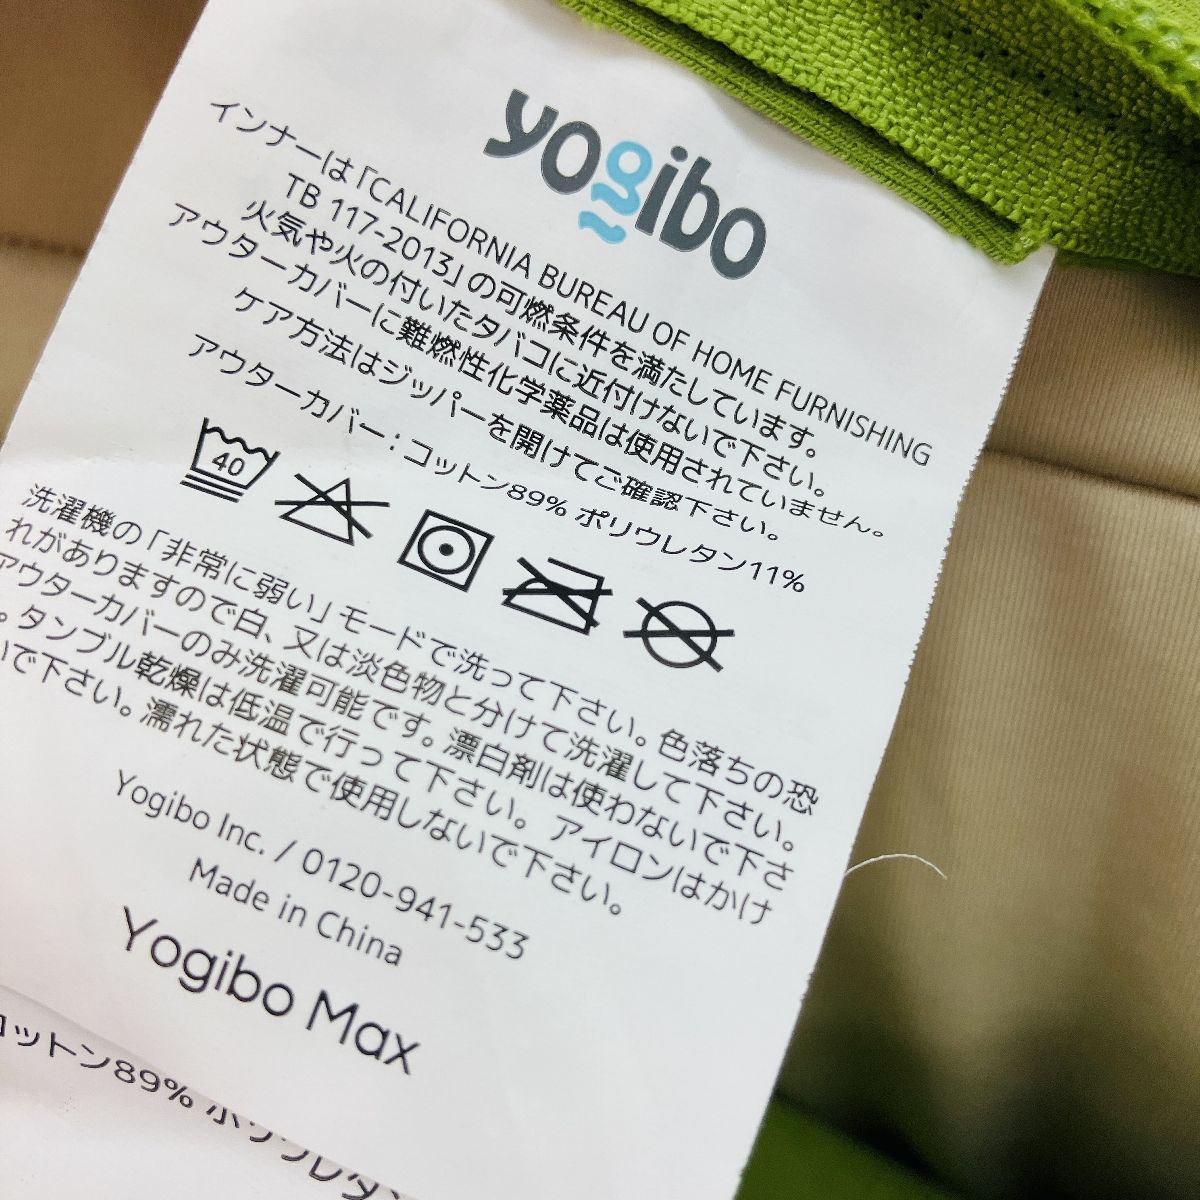 yogibo
インナーは「CALIFORNIA BUREAU OF HOME FURNISHING
TB 117-2013」の可燃条件を満たしています。
火気や火の付いたタバコに近付けないで下さい。
アウターカバーに難燃性化学薬品は使用されていません。
ケア方法はジッパーを開けてご確認下さい。
アウターカバー：コットン89% ポリウレタン11%
40
洗濯機の「非常に弱い」モードで洗って下さい。色落ちの恐
れがありますので白、又は淡色物と分けて洗濯して下さい。
アウターカバーのみ洗濯可能です。漂白剤は使わないで下さ
。タンブル乾燥は低温で行って下さい。アイロンはかけ
いで下さい。濡れた状態で使用しないで下さい。
Yogibo Inc. / 0120-941-533
Made in China
Yogibo Max
コットン89% ポリウレタン